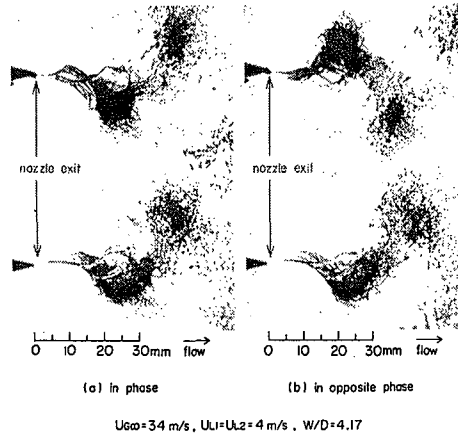 nozzle exit nozzle exit
0 10 20 30mm flow 0 10 20 30mm flow
(a) in phase (b) in opposite phase
UG∞=34 m/s, UL1=UL2=4 m/s, W/D=4.17